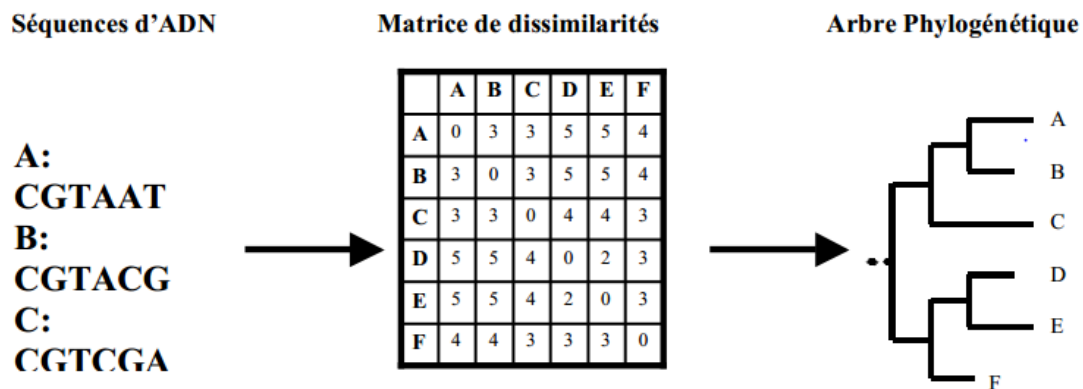 Séquences d’ADN
Matrice de dissimilarités
Arbre Phylogénétique
A:
CGTAAT
B:
CGTACG
C:
CGTCGA
A B C D E F
A 0 3 3 5 5 4
B 3 0 3 5 5 4
C 3 3 0 4 4 3
D 5 5 4 0 2 3
E 5 5 4 2 0 3
F 4 4 3 3 3 0
A
B
C
D
E
F